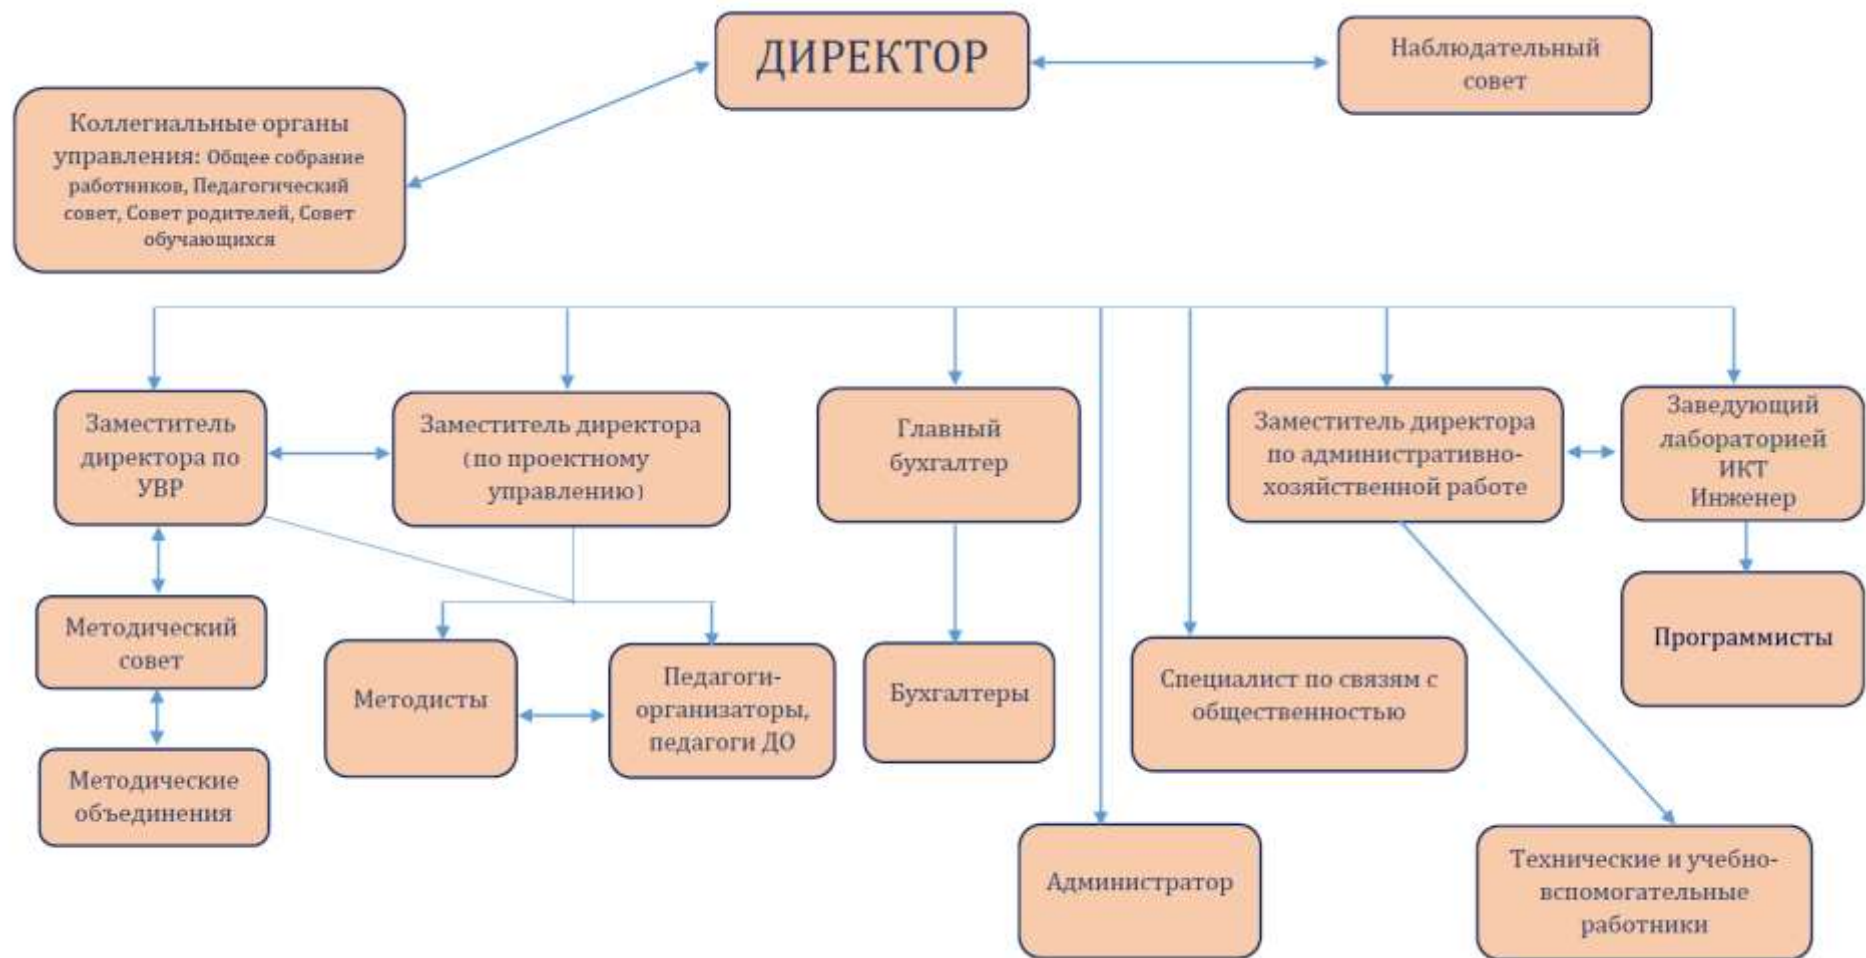 ДИРЕКТОР
Наблюдательный
совет
Коллегиальные органы
управления: Общее собрание
работников, Педагогический
совет, Совет родителей, Совет
обучающихся
Заместитель
директора по
УВР
Заместитель директора
(по проектному
управлению)
Главный
бухгалтер
Заместитель директора
по административно-
хозяйственной работе
Заведующий
лабораторией
ИКТ
Инженер
Методический
совет
Методисты
Педагоги-
организаторы,
педагоги ДО
Бухгалтеры
Специалист по связям с
общественностью
Программисты
Методические
объединения
Администратор
Технические и учебно-
вспомогательные
работники